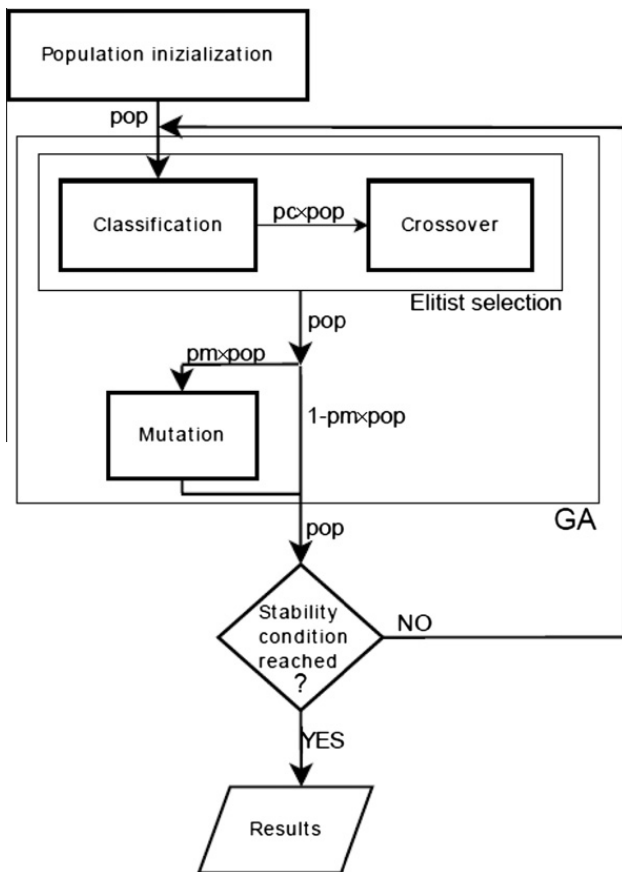 Population inizialization
pop
Classification
pc×pop
Crossover
Elitist selection
pop
pm×pop
Mutation
1-pm×pop
GA
pop
Stability
condition
reached
?
NO
YES
Results